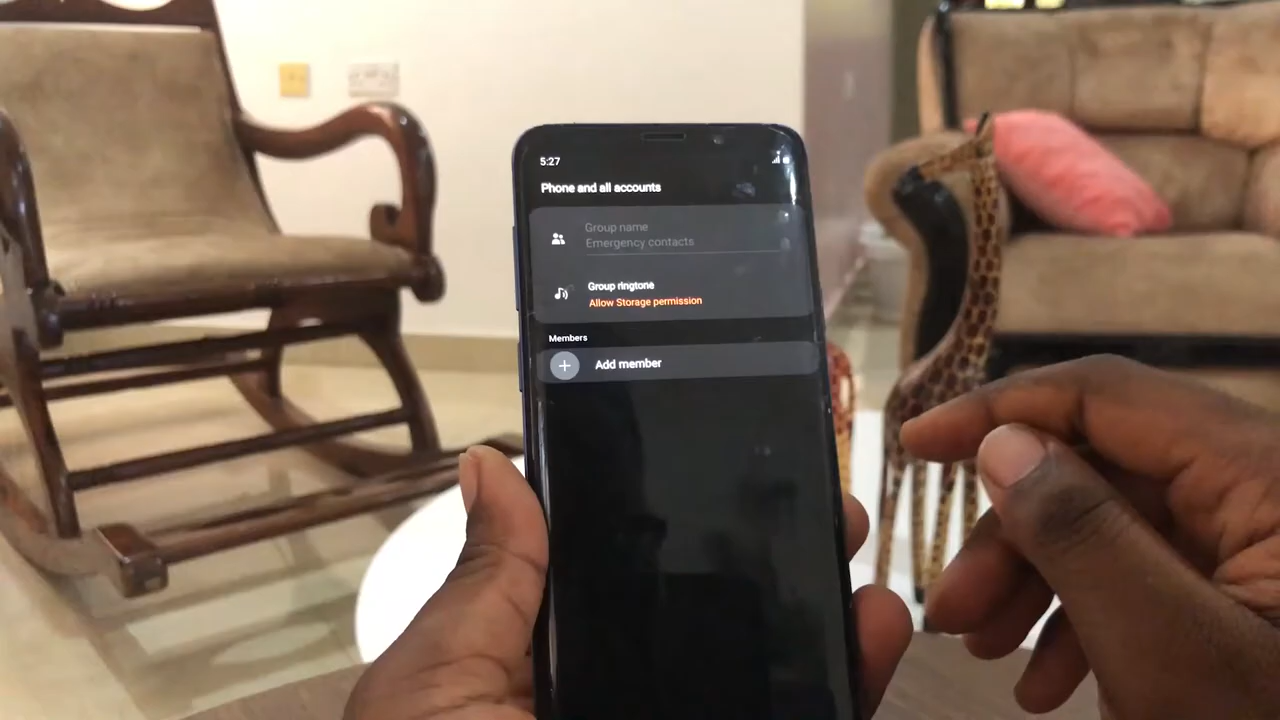 5:27
Phone and all accounts
Group name
Emergency contacts
Group ringtone
Allow Storage permission
Members
Add member